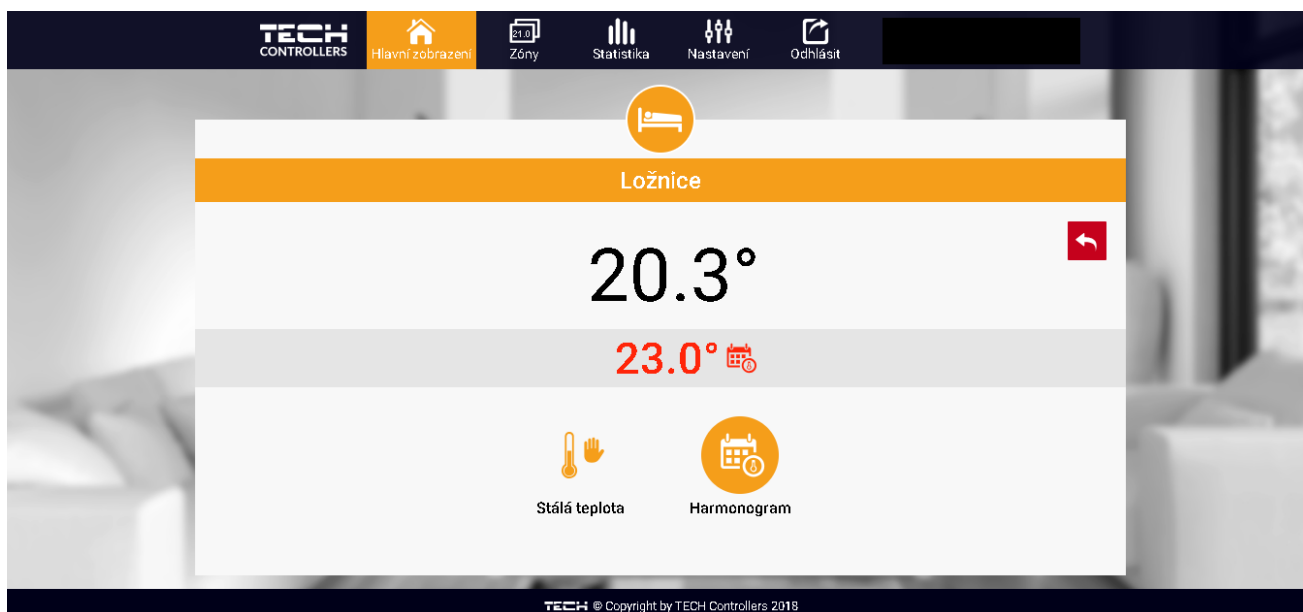 TECH
CONTROLLERS
Hlavní zobrazení
21.0
Zóny
Statistika
Nastavení
Odhlásit
Ložnice
20.3°
23.0°
Stálá teplota
Harmonogram
TECH © Copyright by TECH Controllers 2018